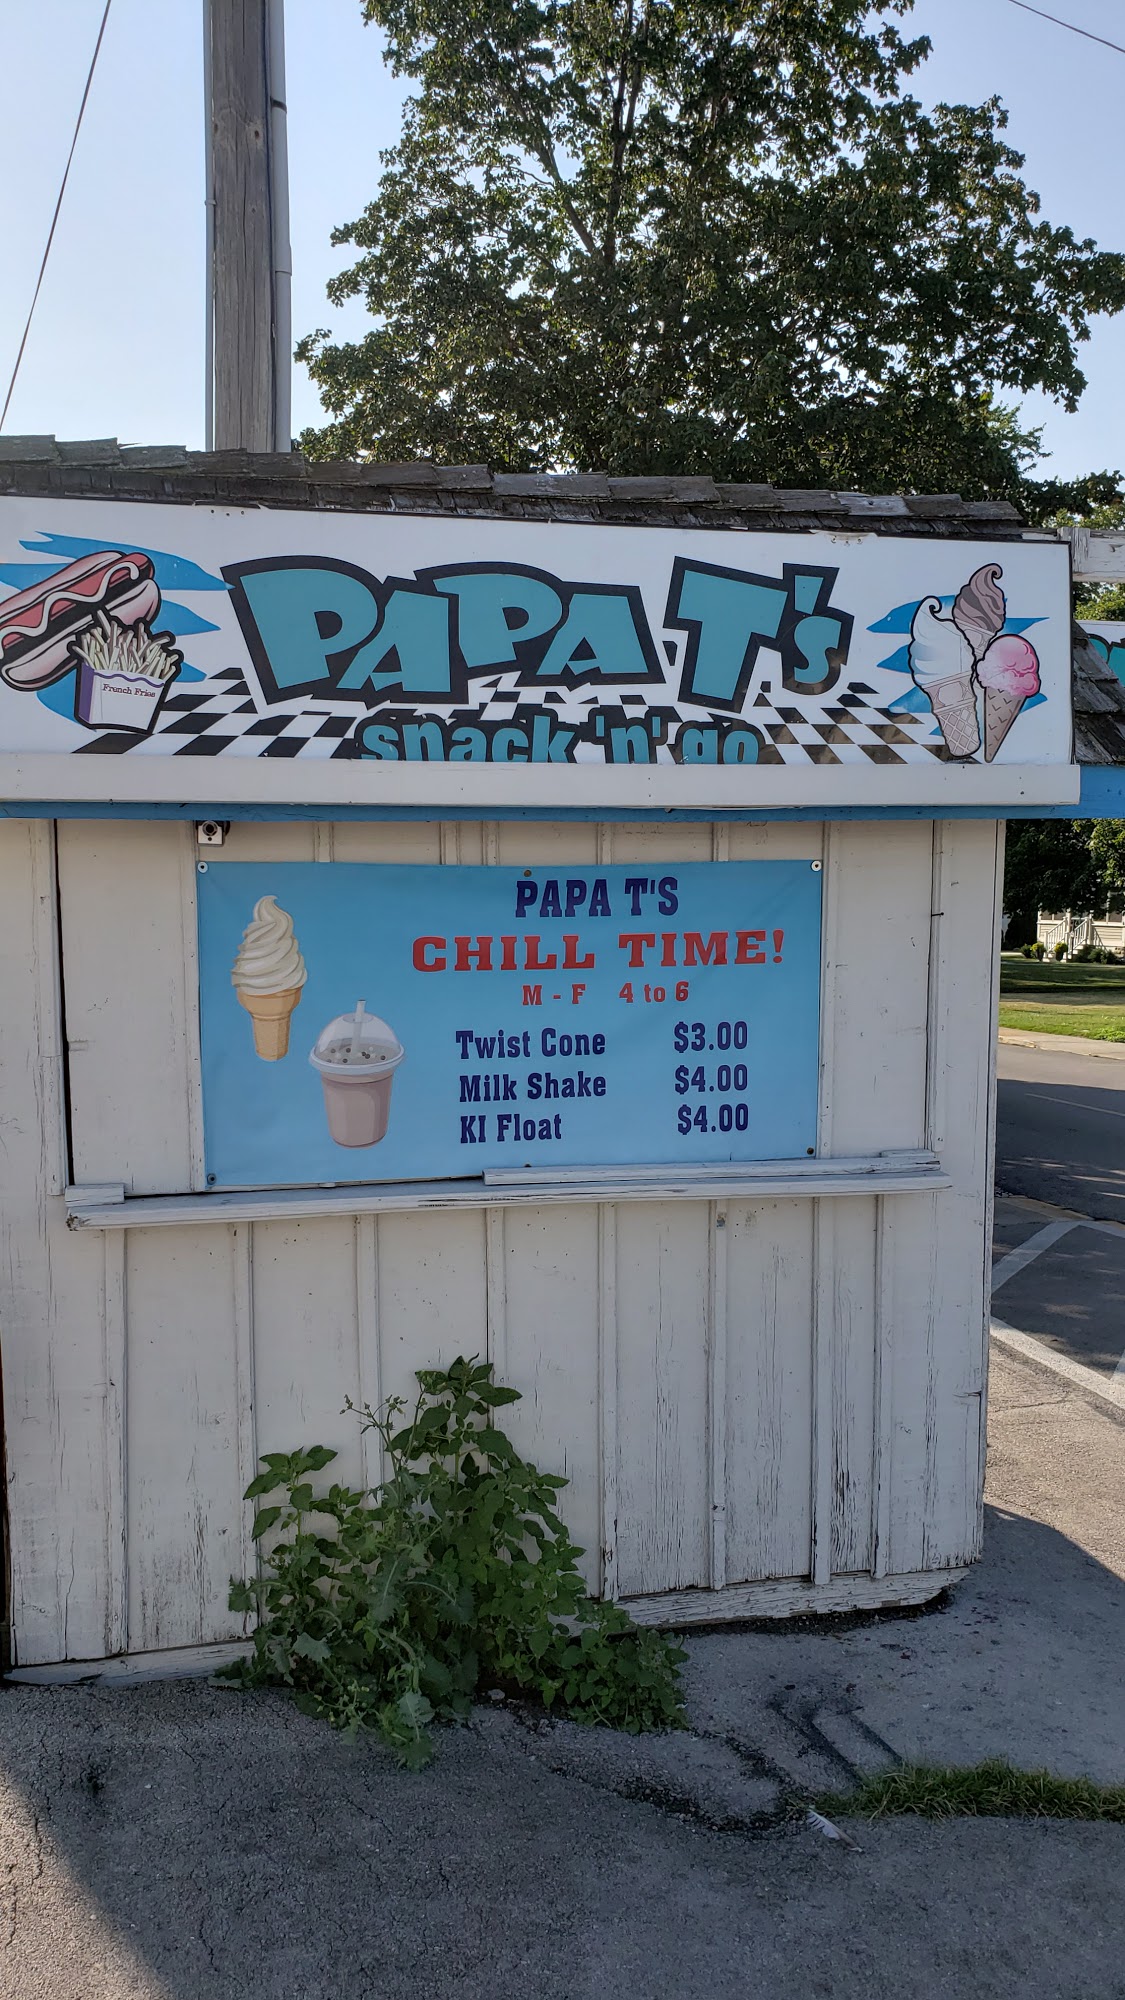 PAPA T's
snack 'n' go
French Fries
PAPA T'S
CHILL TIME!
M - F 4 to 6
Twist Cone $3.00
Milk Shake $4.00
KI Float $4.00